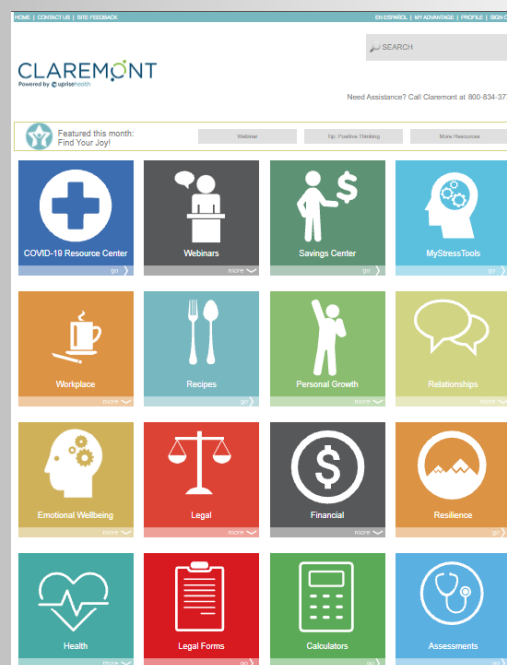 HOME | CONTACT US | SITE FEEDBACK
EN ESPAÑOL | MY ADVANTAGE | PROFILE | SIGN
SEARCH
CLAREMONT
Powered by uprisehealth
Need Assistance? Call Claremont at 800-834-37
Featured this month:
Find Your Joy!
Webinar
Tip: Positive Thinking
More Resources
COVID-19 Resource Center
go
Webinars
more
Savings Center
go
MyStressTools
go
Workplace
more
Recipes
go
Personal Growth
more
Relationships
more
Emotional Wellbeing
more
Legal
more
Financial
more
Resilience
go
Health
more
Legal Forms
go
Calculators
go
Assessments
go